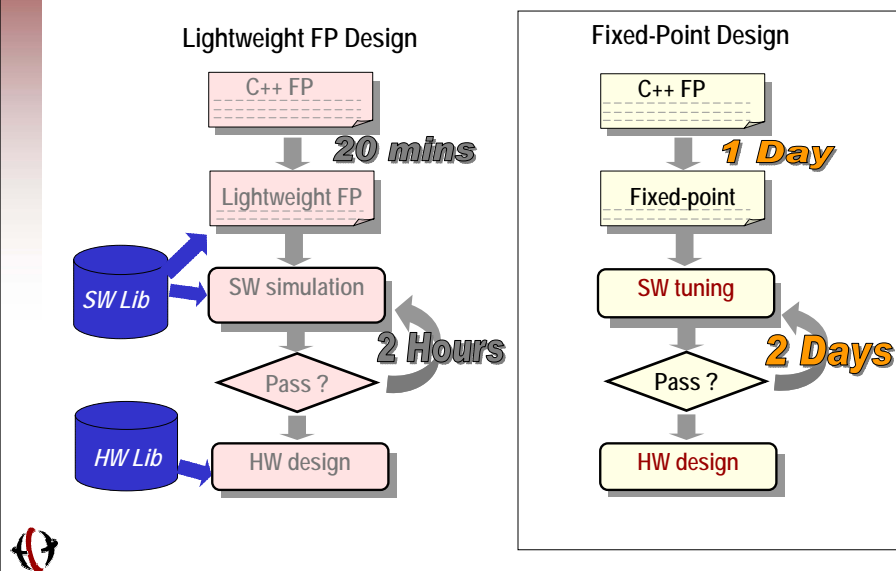 Lightweight FP Design
C++ FP
20 mins
Lightweight FP
SW Lib
SW simulation
2 Hours
Pass ?
HW Lib
HW design
Fixed-Point Design
C++ FP
1 Day
Fixed-point
SW tuning
2 Days
Pass ?
HW design